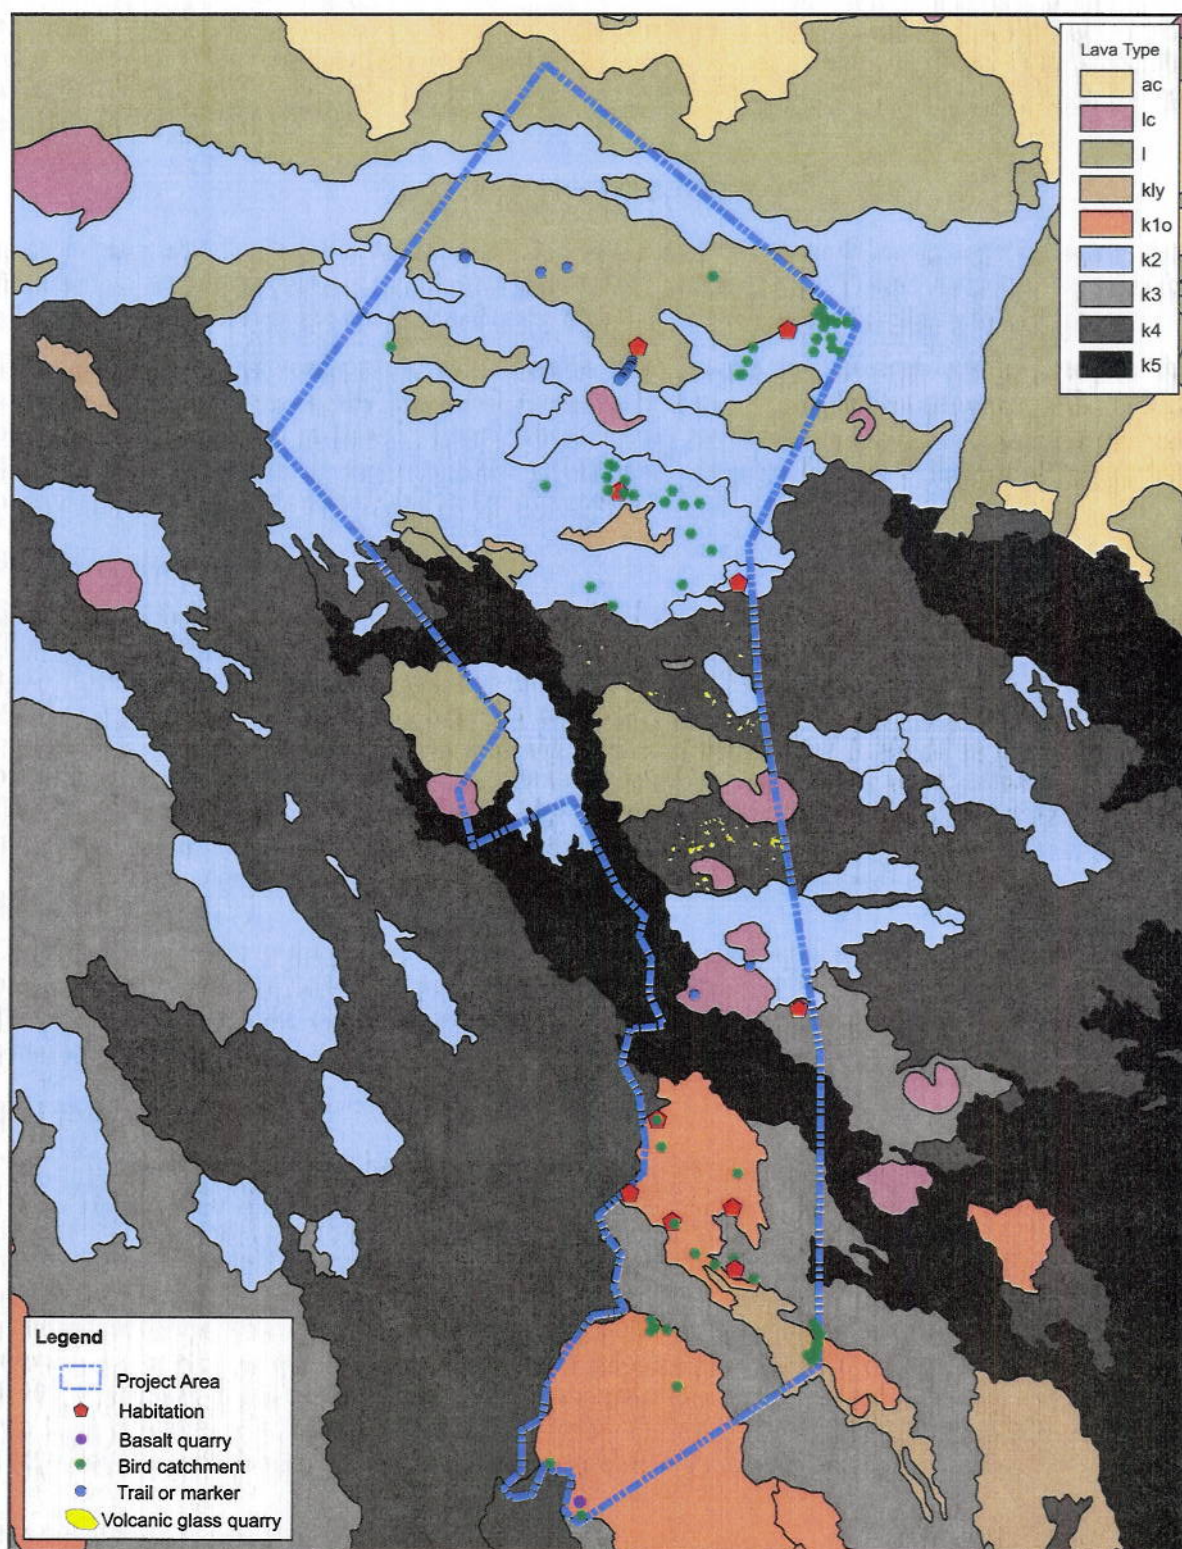 Lava Type
ac
lc
l
kly
k1o
k2
k3
k4
k5
Legend
Project Area
Habitation
Basalt quarry
Bird catchment
Trail or marker
Volcanic glass quarry